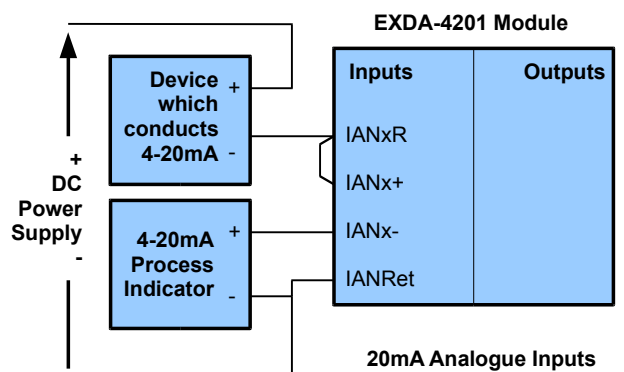 EXDA-4201 Module
Device
which
conducts
4-20mA
+
-
Inputs
Outputs
IANxR
IANx+
IANx-
IANRet
+
DC
Power
Supply
-
4-20mA
Process
Indicator
+
-
20mA Analogue Inputs